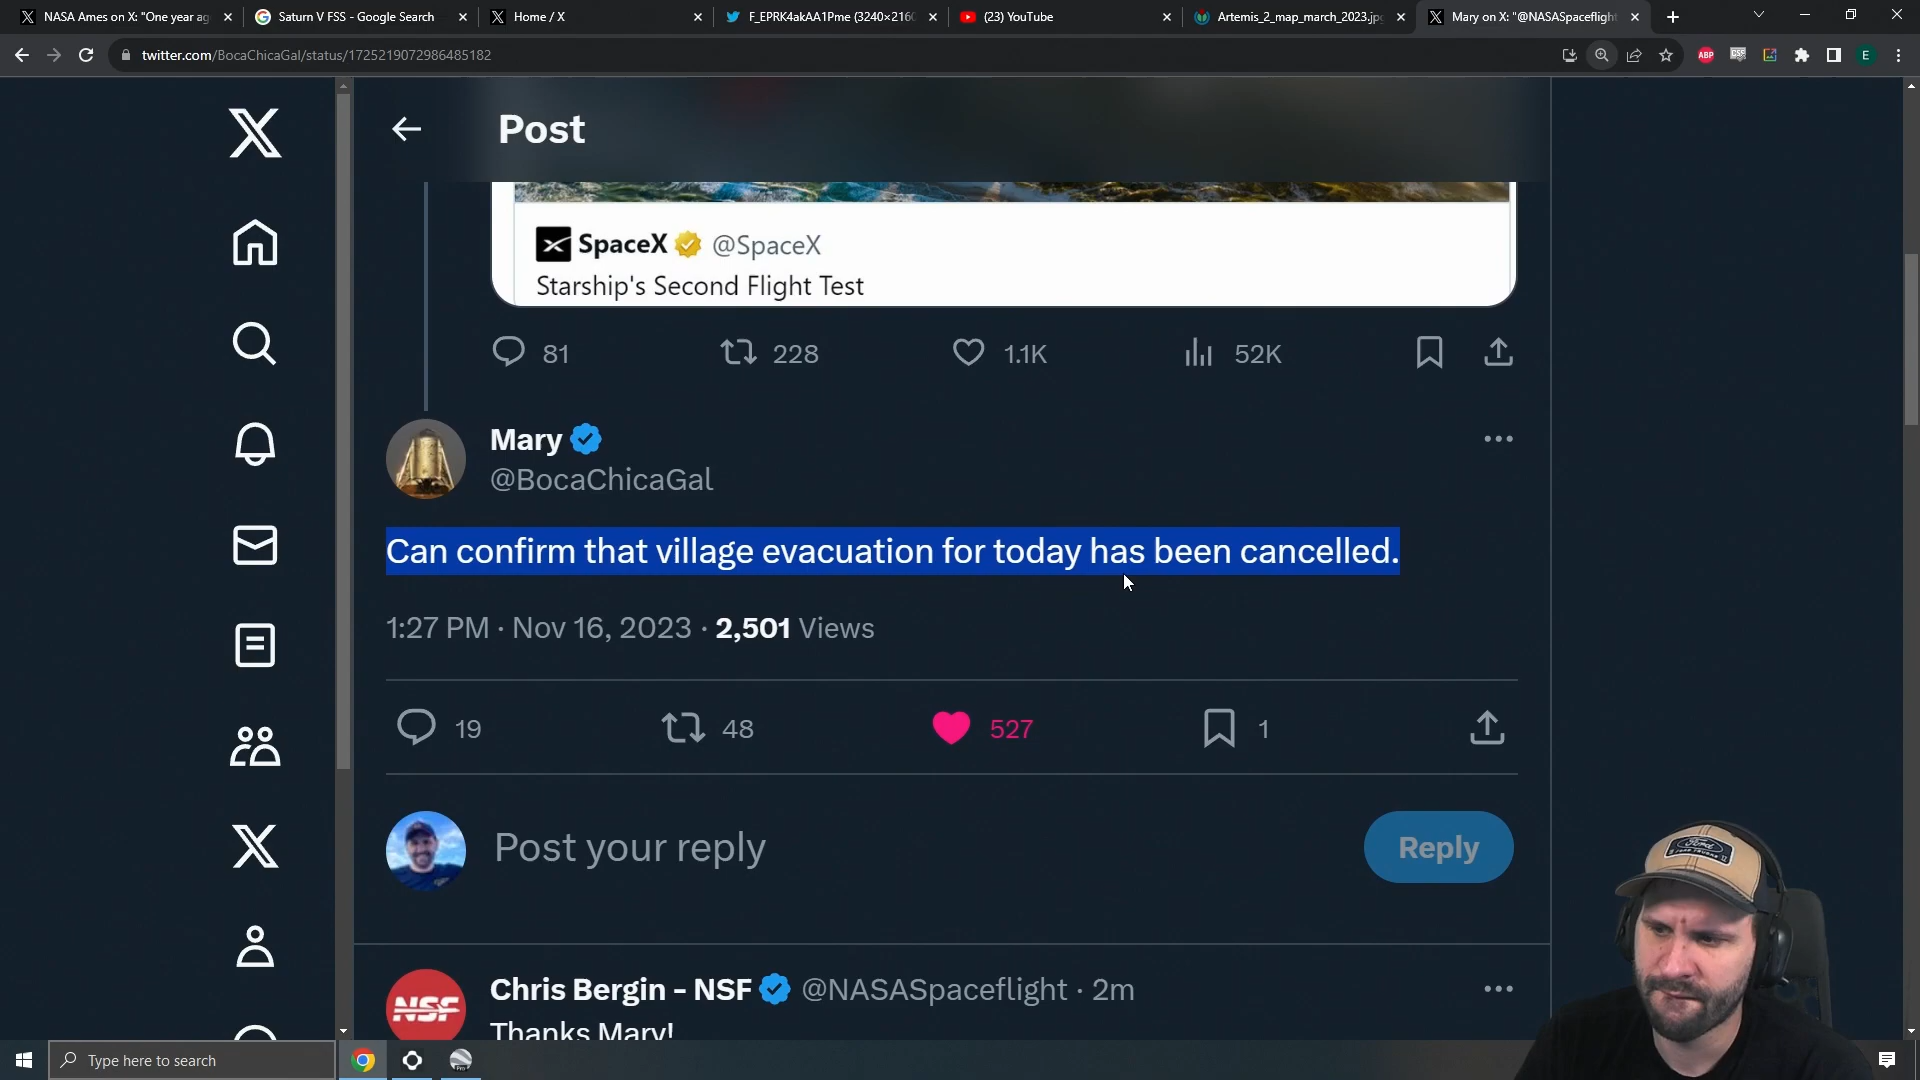 NASA Ames on X: "One year ag
Saturn V FSS - Google Search
Home / X
F_EPRK4akAA1Pme (3240×2160
(23) YouTube
Artemis_2_map_march_2023.jp
Mary on X: "@NASASpaceflight
twitter.com/BocaChicaGal/status/1725219072986485182
ABP
E
Post
SpaceX @SpaceX
Starship's Second Flight Test
81 228 1.1K 52K
Mary
@BocaChicaGal
Can confirm that village evacuation for today has been cancelled.
1:27 PM · Nov 16, 2023 · 2,501 Views
19 48 527 1
Post your reply
Reply
Chris Bergin - NSF @NASASpaceflight · 2m
NSF
Thanks Mary!
Type here to search
Ford